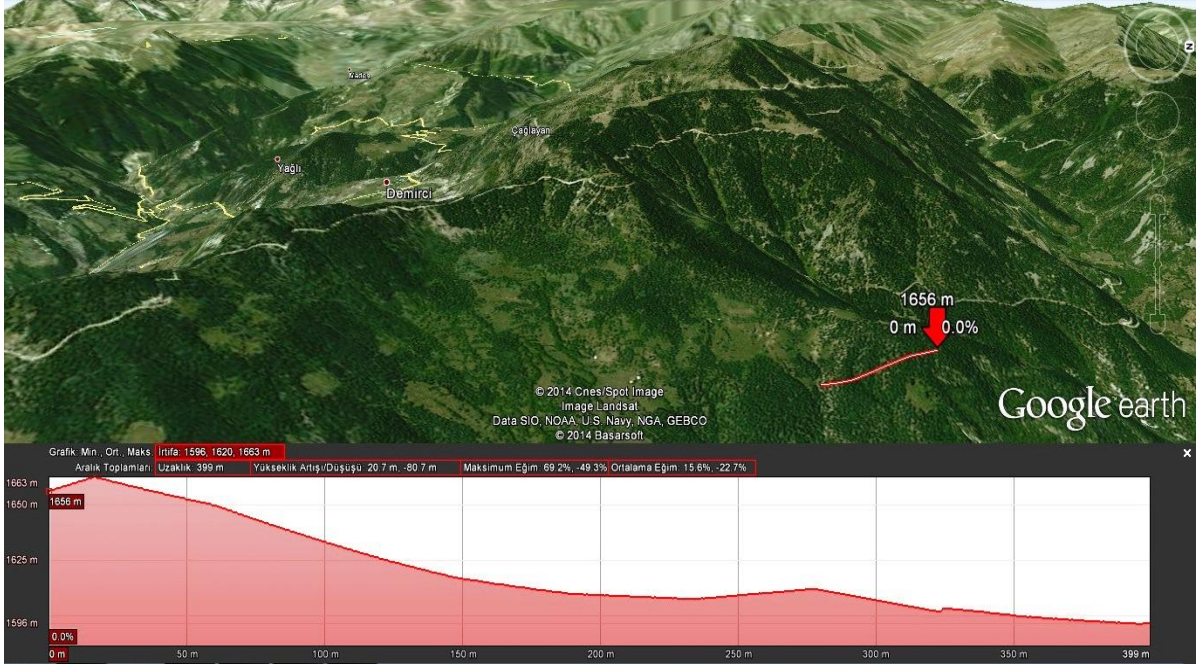 Z
Çağlayan
Yağlı
Demirci
1656 m
0 m 0.0%
© 2014 Cnes/Spot Image
Image Landsat
Data SIO, NOAA, U.S. Navy, NGA, GEBCO
© 2014 Basarsoft
Google earth
Grafik: Min., Ort., Maks. İrtifa: 1596, 1620, 1663 m
Aralık Toplamları: Uzaklık: 399 m Yükseklik Artışı/Düşüşü: 20.7 m, -80.7 m Maksimum Eğim: 69.2%, -49.3% Ortalama Eğim: 15.6%, -22.7%
1663 m
1656 m
1650 m
1625 m
1596 m
0.0%
0 m 50 m 100 m 150 m 200 m 250 m 300 m 350 m 399 m